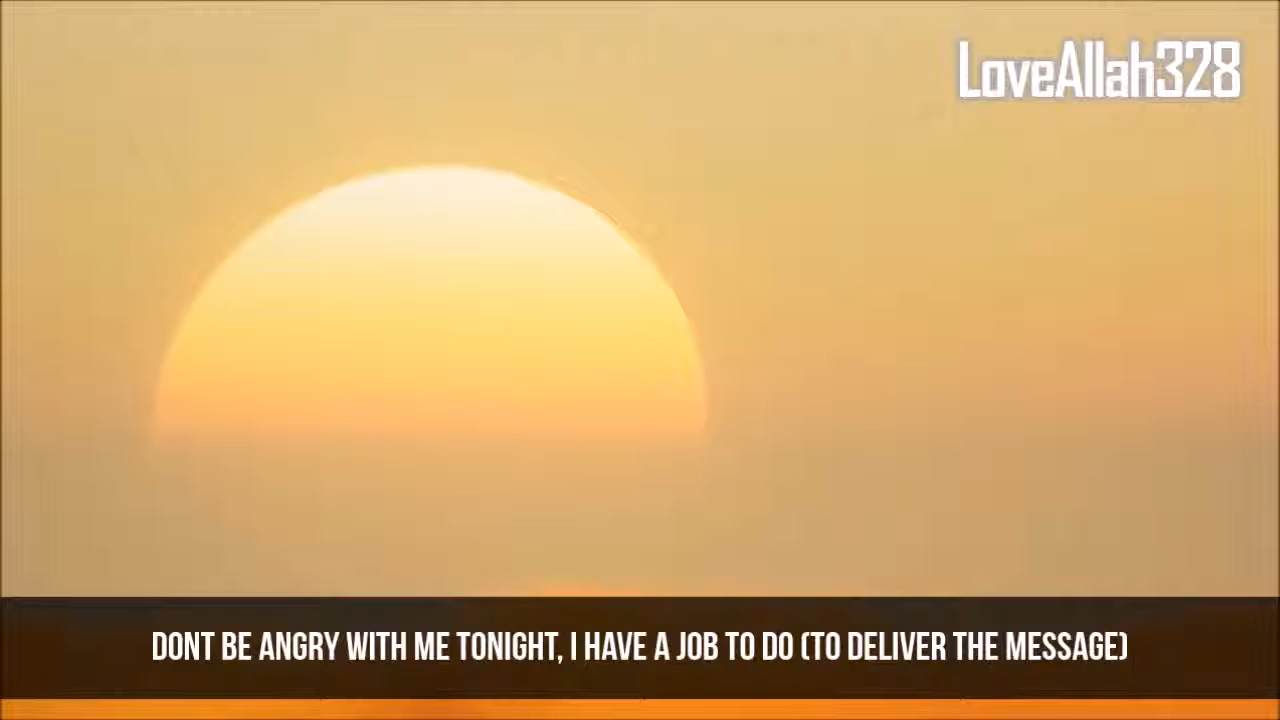 LoveAllah328
DONT BE ANGRY WITH ME TONIGHT, I HAVE A JOB TO DO (TO DELIVER THE MESSAGE)